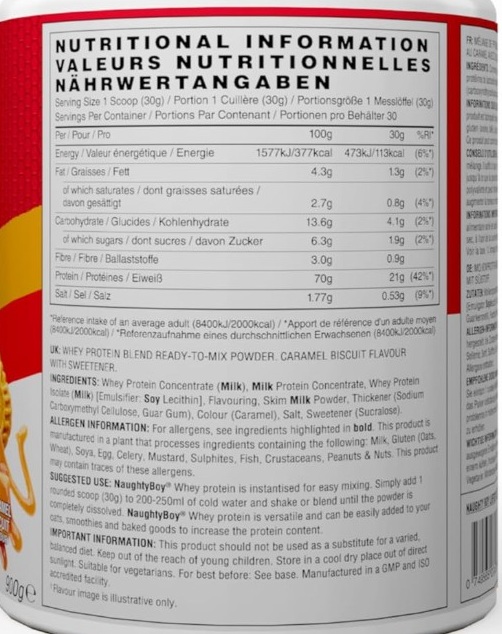 NUTRITIONAL INFORMATION
VALEURS NUTRITIONNELLES
NÄHRWERTANGABEN
Serving Size 1 Scoop (30g) / Portion 1 Cuillère (30g) / Portionsgröße 1 Messlöffel (30g)
Servings Per Container / Portions Par Contenant / Portionen pro Behälter 30
Per / Pour / Pro 100g 30g %RI*
Energy / Valeur énergétique / Energie 1577kJ/377kcal 473kJ/113kcal (6%*)
Fat / Graisses / Fett 4.3g 1.3g (2%*)
of which saturates / dont graisses saturées /
davon gesättigt 2.7g 0.8g (4%*)
Carbohydrate / Glucides / Kohlenhydrate 13.6g 4.1g (2%*)
of which sugars / dont sucres / davon Zucker 6.3g 1.9g (2%*)
Fibre / Fibre / Ballaststoffe 3.0g 0.9g
Protein / Protéines / Eiweiß 70g 21g (42%*)
Salt / Sel / Salz 1.77g 0.53g (9%*)
*Reference intake of an average adult (8400kJ/2000kcal) / *Apport de référence d'un adulte moyen
(8400kJ/2000kcal) / *Referenzaufnahme eines durchschnittlichen Erwachsenen (8400kJ/2000kcal)
UK: WHEY PROTEIN BLEND READY-TO-MIX POWDER. CARAMEL BISCUIT FLAVOUR
WITH SWEETENER.
INGREDIENTS: Whey Protein Concentrate (Milk), Milk Protein Concentrate, Whey Protein
Isolate (Milk) [Emulsifier: Soy Lecithin], Flavouring, Skim Milk Powder, Thickener (Sodium
Carboxymethyl Cellulose, Guar Gum), Colour (Caramel), Salt, Sweetener (Sucralose).
ALLERGEN INFORMATION: For allergens, see ingredients highlighted in bold. This product is
manufactured in a plant that processes ingredients containing the following: Milk, Gluten (Oats,
Wheat), Soya, Egg, Celery, Mustard, Sulphites, Fish, Crustaceans, Peanuts & Nuts. This product
may contain traces of these allergens.
SUGGESTED USE: NaughtyBoy® Whey protein is instantised for easy mixing. Simply add 1
rounded scoop (30g) to 200-250ml of cold water and shake or blend until the powder is
completely dissolved. NaughtyBoy® Whey protein is versatile and can be easily added to your
oats, smoothies and baked goods to increase the protein content.
IMPORTANT INFORMATION: This product should not be used as a substitute for a varied,
balanced diet. Keep out of the reach of young children. Store in a cool dry place out of direct
sunlight. Suitable for vegetarians. For best before: See base. Manufactured in a GMP and ISO
accredited facility.
Flavour image is illustrative only.
900g e